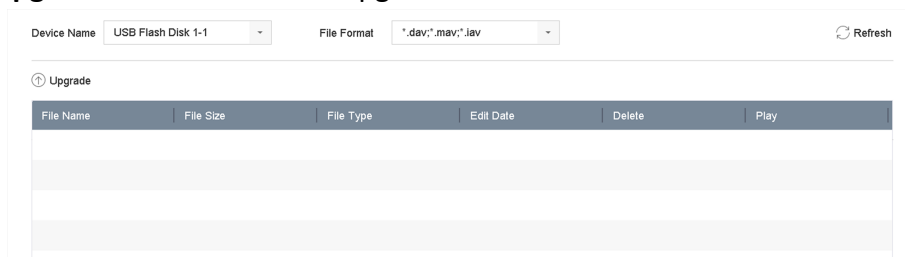 Device Name USB Flash Disk 1-1 File Format *.dav;*.mav;*.iav Refresh
Upgrade
File Name File Size File Type Edit Date Delete Play